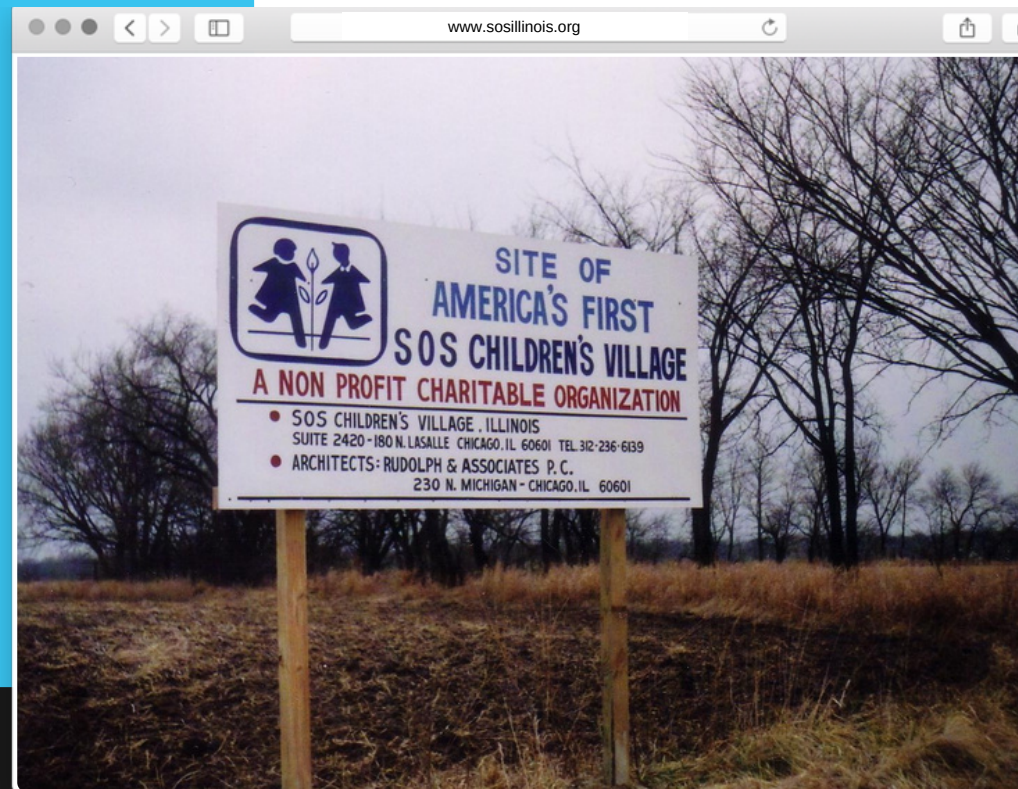 www.sosillinois.org
SITE OF
AMERICA'S FIRST
SOS CHILDREN'S VILLAGE
A NON PROFIT CHARITABLE ORGANIZATION
• SOS CHILDREN'S VILLAGE, ILLINOIS
SUITE 2420-180 N. LASALLE CHICAGO, IL 60601 TEL. 312-236-6139
• ARCHITECTS: RUDOLPH & ASSOCIATES P.C.
230 N. MICHIGAN - CHICAGO, IL 60601